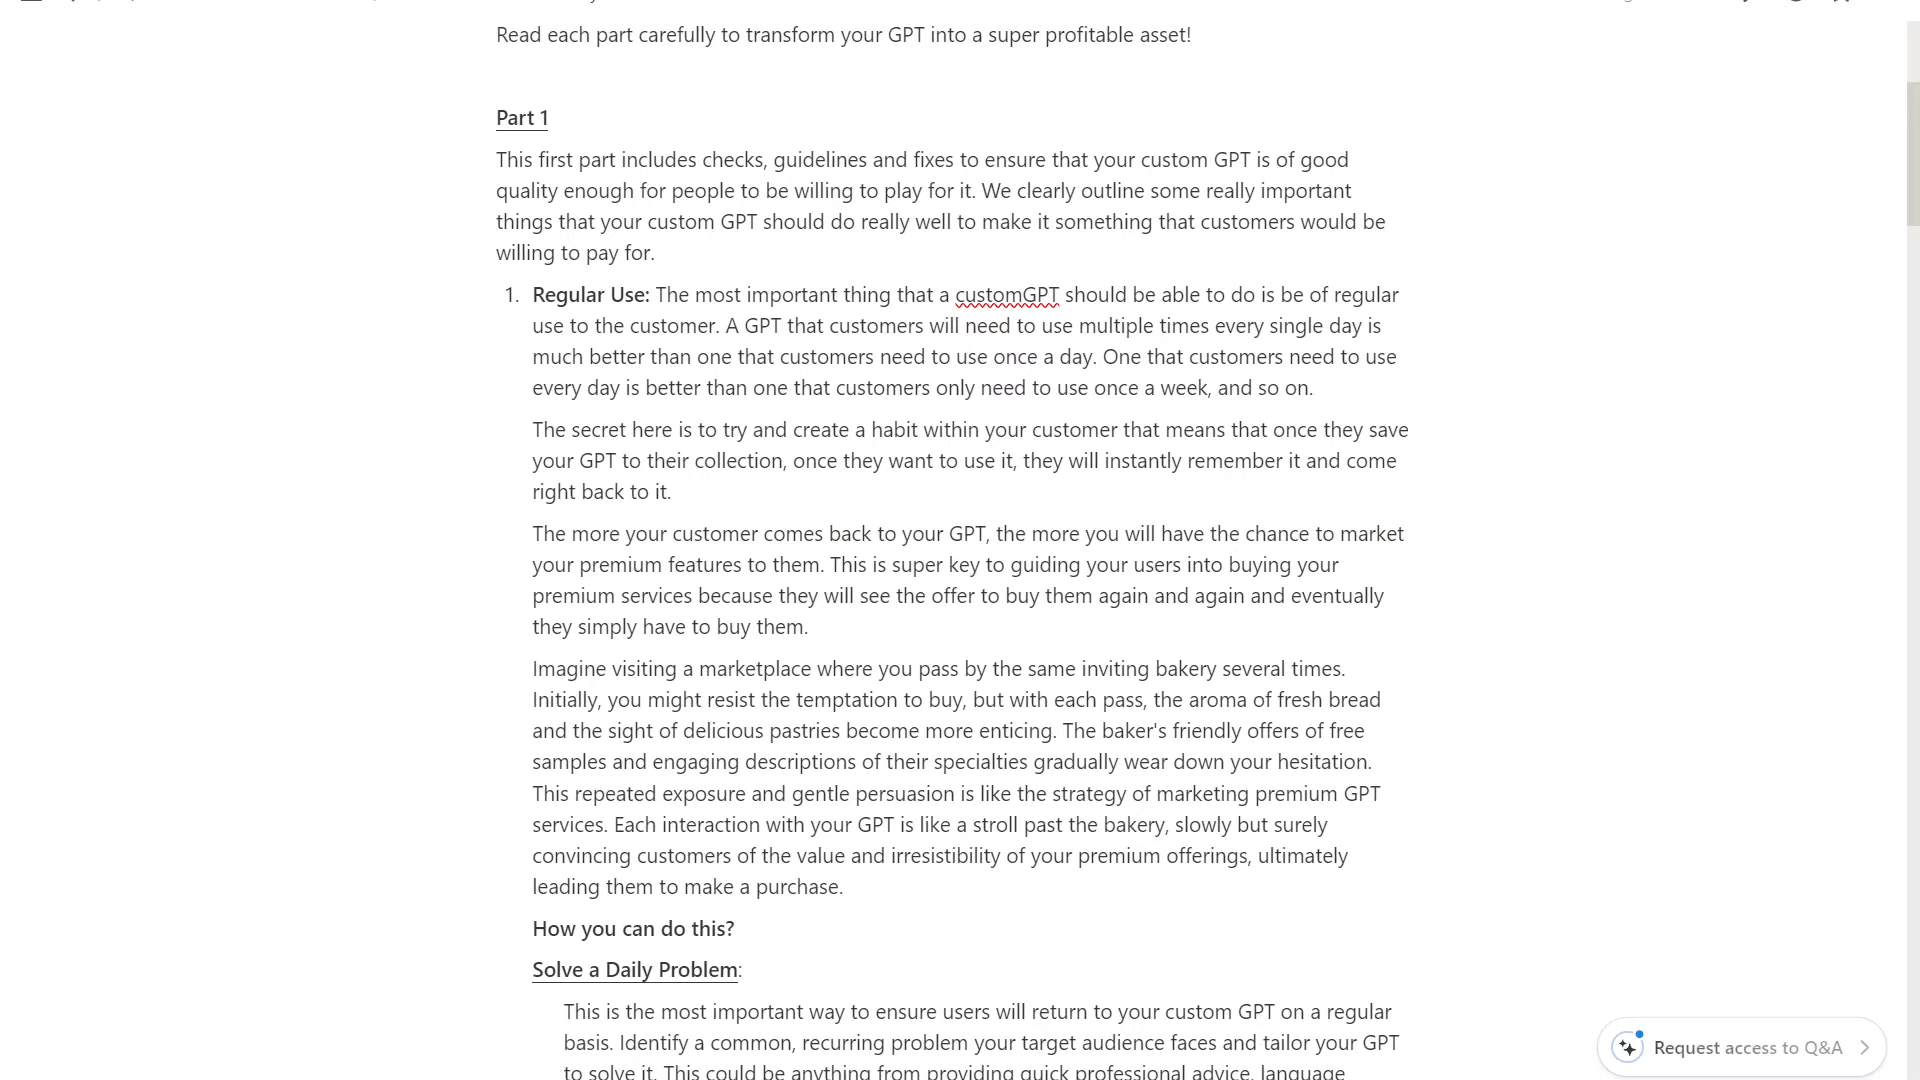 Read each part carefully to transform your GPT into a super profitable asset!
Part 1
This first part includes checks, guidelines and fixes to ensure that your custom GPT is of good
quality enough for people to be willing to play for it. We clearly outline some really important
things that your custom GPT should do really well to make it something that customers would be
willing to pay for.
1. Regular Use: The most important thing that a customGPT should be able to do is be of regular
use to the customer. A GPT that customers will need to use multiple times every single day is
much better than one that customers need to use once a day. One that customers need to use
every day is better than one that customers only need to use once a week, and so on.
The secret here is to try and create a habit within your customer that means that once they save
your GPT to their collection, once they want to use it, they will instantly remember it and come
right back to it.
The more your customer comes back to your GPT, the more you will have the chance to market
your premium features to them. This is super key to guiding your users into buying your
premium services because they will see the offer to buy them again and again and eventually
they simply have to buy them.
Imagine visiting a marketplace where you pass by the same inviting bakery several times.
Initially, you might resist the temptation to buy, but with each pass, the aroma of fresh bread
and the sight of delicious pastries become more enticing. The baker's friendly offers of free
samples and engaging descriptions of their specialties gradually wear down your hesitation.
This repeated exposure and gentle persuasion is like the strategy of marketing premium GPT
services. Each interaction with your GPT is like a stroll past the bakery, slowly but surely
convincing customers of the value and irresistibility of your premium offerings, ultimately
leading them to make a purchase.
How you can do this?
Solve a Daily Problem:
This is the most important way to ensure users will return to your custom GPT on a regular
basis. Identify a common, recurring problem your target audience faces and tailor your GPT
to solve it. This could be anything from providing quick professional advice, language
Request access to Q&A